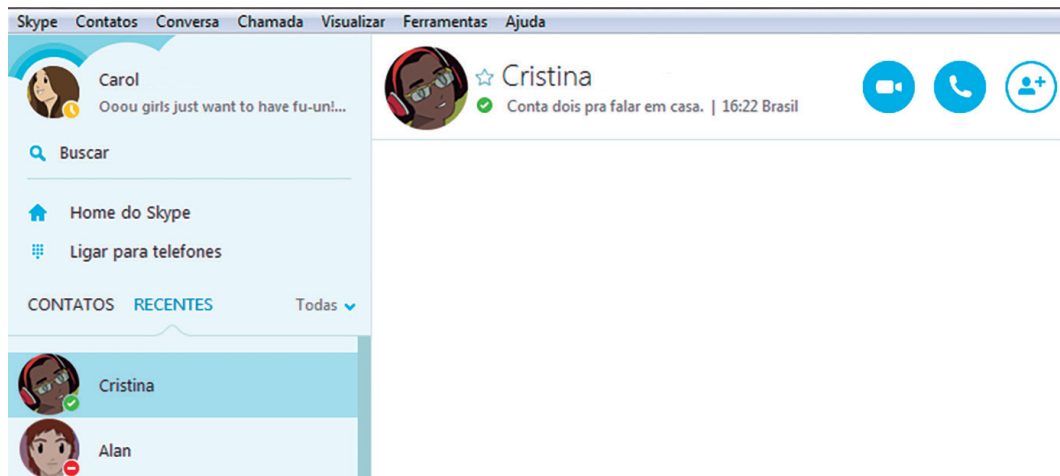 Skype Contatos Conversa Chamada Visualizar Ferramentas Ajuda
Carol
Ooou girls just want to have fu-un!...
Buscar
Home do Skype
Ligar para telefones
CONTATOS RECENTES Todas
Cristina
Alan
Cristina
Conta dois pra falar em casa. | 16:22 Brasil